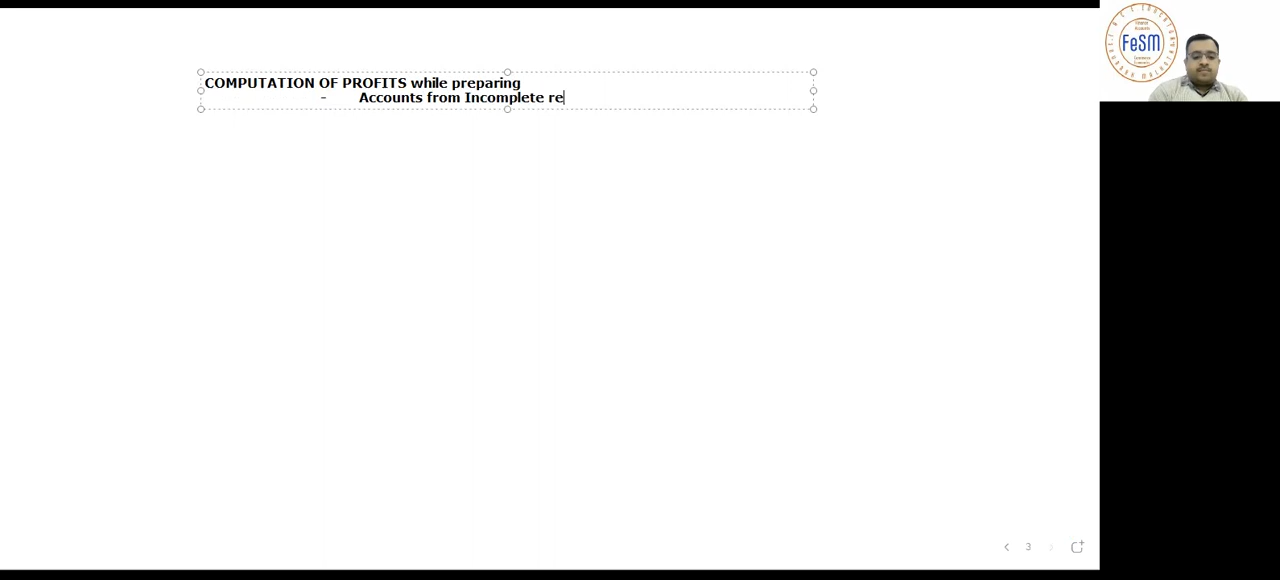 COMPUTATION OF PROFITS while preparing
- Accounts from Incomplete re
FeSM
3